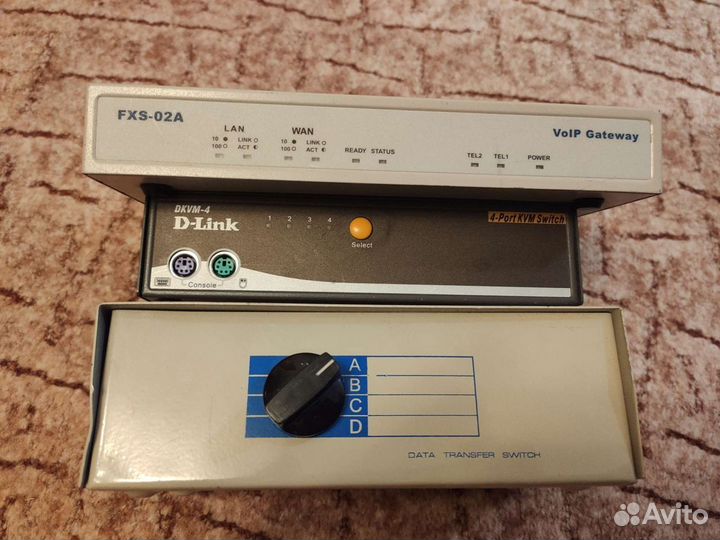 FXS-02A
LAN
WAN
10 LINK
100 ACT
10 LINK
100 ACT
READY STATUS
TEL2 TEL1 POWER
VoIP Gateway
DKVM-4
D-Link
1 2 3 4
Select
4-Port KVM Switch
Console
A
B
C
D
DATA TRANSFER SWITCH
Avito